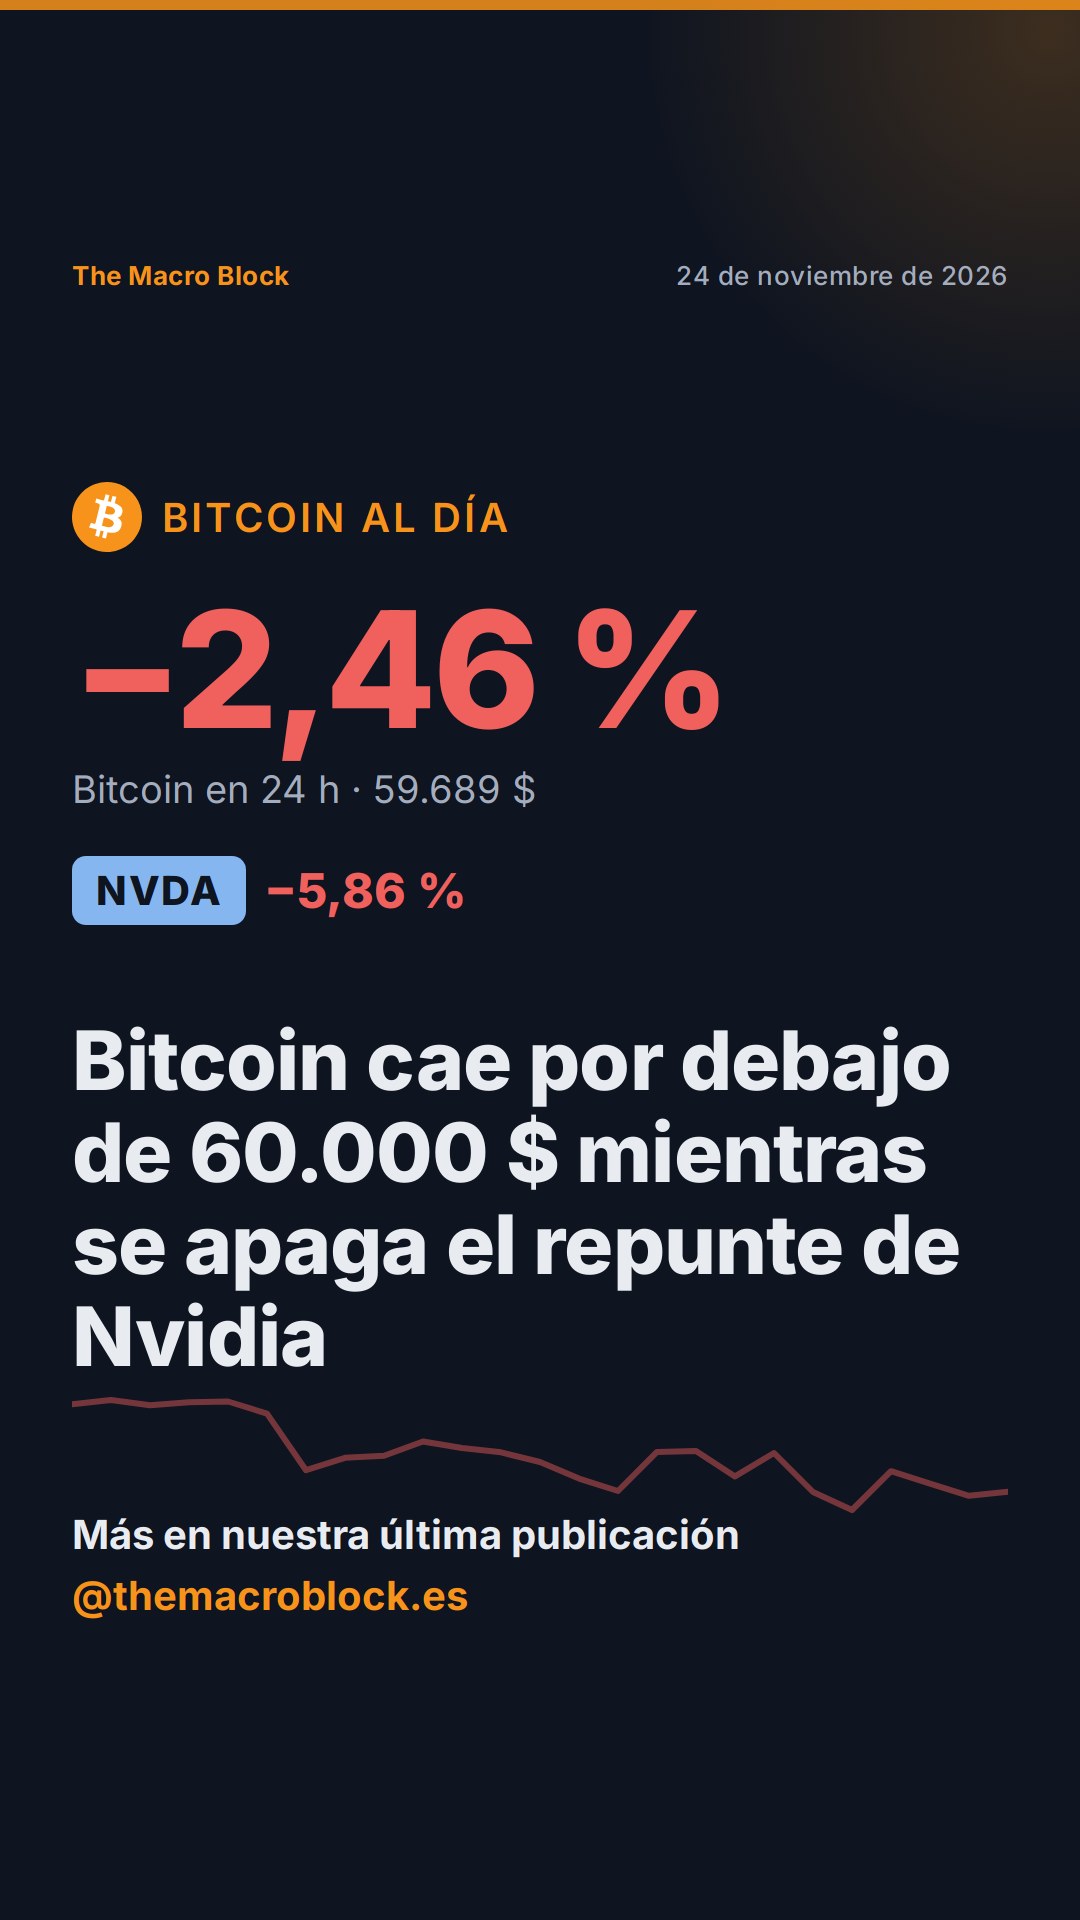 The Macro Block
24 de noviembre de 2026
₿ BITCOIN AL DÍA
−2,46 %
Bitcoin en 24 h · 59.689 $
NVDA −5,86 %
Bitcoin cae por debajo
de 60.000 $ mientras
se apaga el repunte de
Nvidia
Más en nuestra última publicación
@themacroblock.es